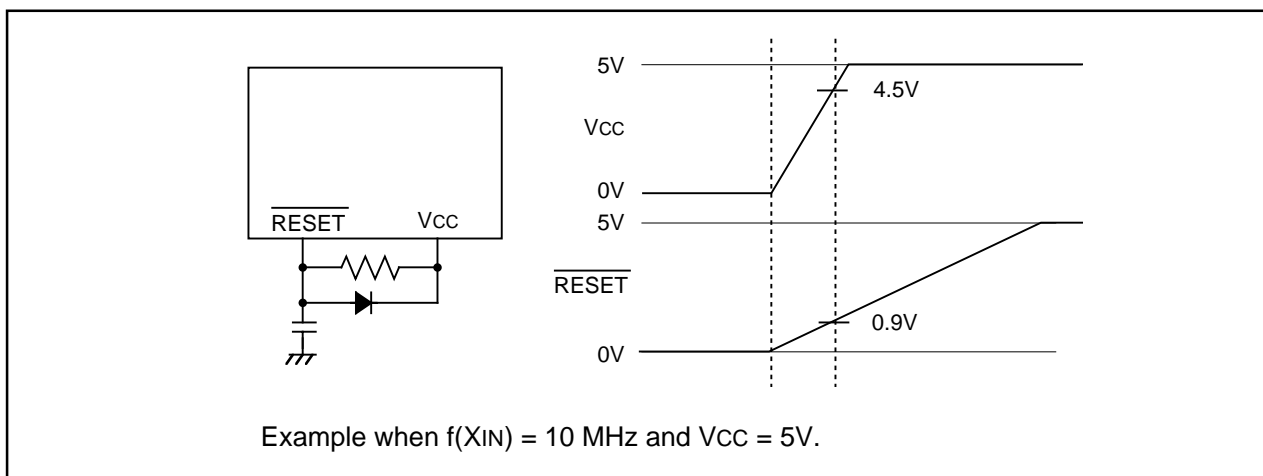 RESET VCC
5V
4.5V
VCC
0V
5V
RESET
0.9V
0V
Example when f(XIN) = 10 MHz and VCC = 5V.